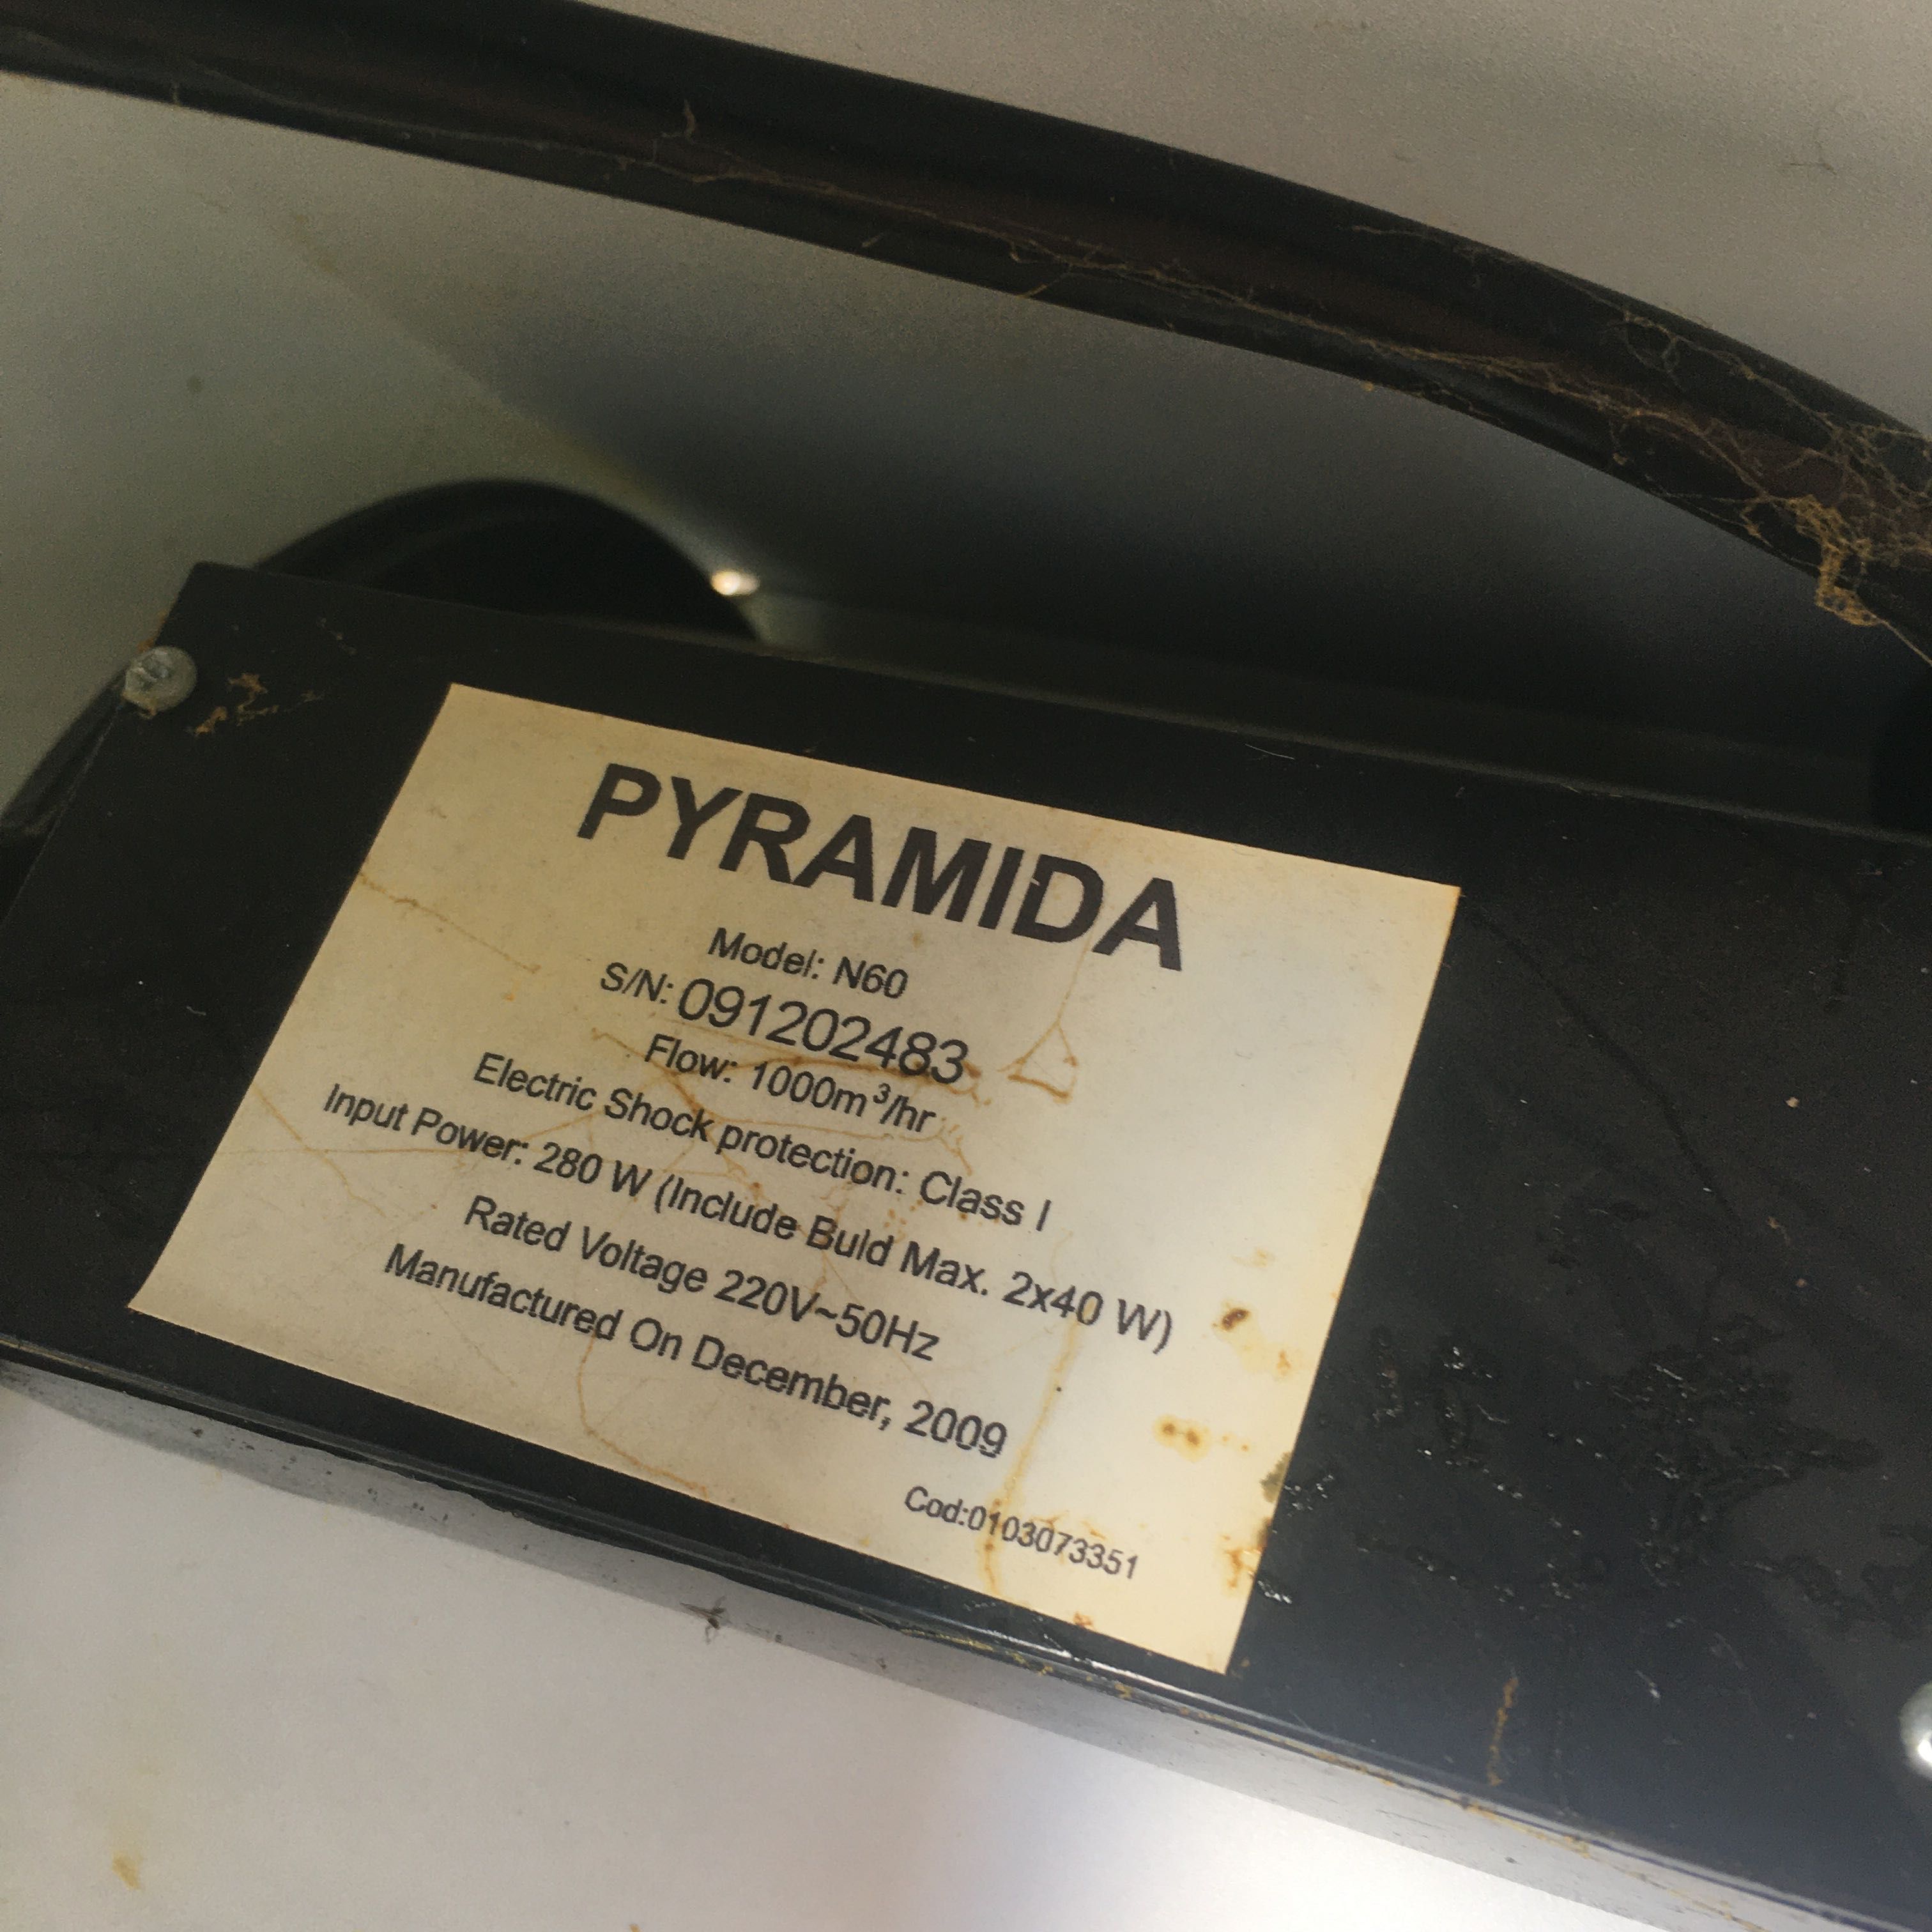 PYRAMIDA
Model: N60
S/N: 091202483
Flow: 1000m³/hr
Electric Shock protection: Class I
Input Power: 280 W (Include Buld Max. 2x40 W)
Rated Voltage 220V~50Hz
Manufactured On December, 2009
Cod:0103073351